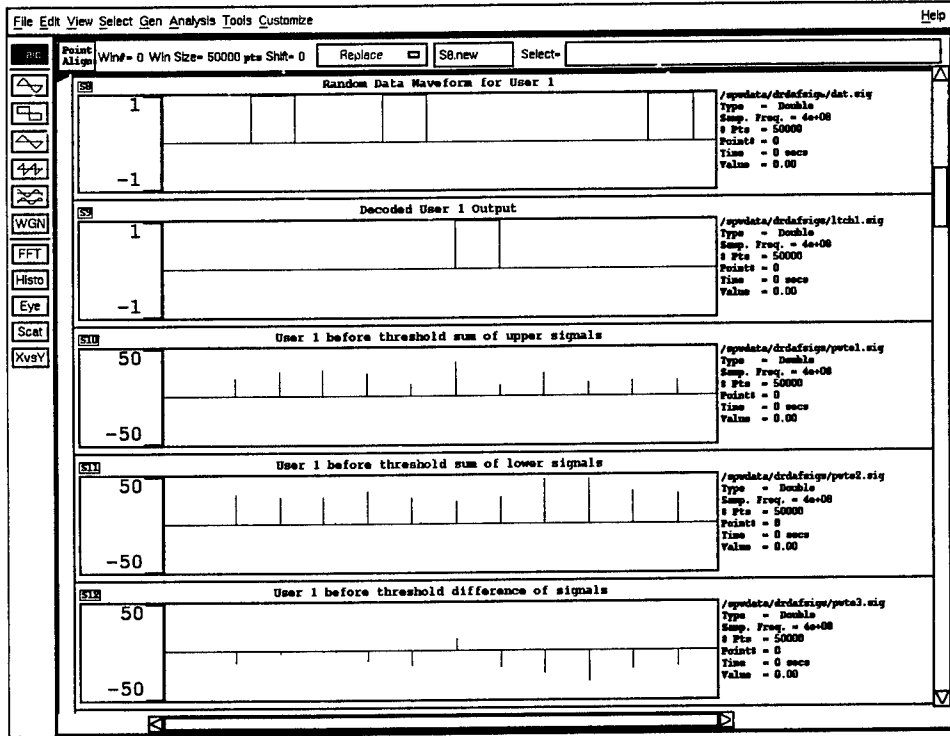 File Edit View Select Gen Analysis Tools Customize Help
Point Align Win#= 0 Win Size= 50000 pts Shift= 0 Replace S8.new Select=
WGN
FFT
Histo
Eye
Scat
XvsY
S8 Random Data Waveform for User 1
1
-1
Type = Double
Samp. Freq. = 4e+08
# Pts = 50000
Point# = 0
Time = 0 secs
Value = 0.00
S9 Decoded User 1 Output
1
-1
/spwdata/drdafsigs/ltch1.sig
Type = Double
Samp. Freq. = 4e+08
# Pts = 50000
Point# = 0
Time = 0 secs
Value = 0.00
S10 User 1 before threshold sum of upper signals
50
-50
/spwdata/drdafsigs/pwte1.sig
Type = Double
Samp. Freq. = 4e+08
# Pts = 50000
Point# = 0
Time = 0 secs
Value = 0.00
S11 User 1 before threshold sum of lower signals
50
-50
/spwdata/drdafsigs/pwte2.sig
Type = Double
Samp. Freq. = 4e+08
# Pts = 50000
Point# = 0
Time = 0 secs
Value = 0.00
S12 User 1 before threshold difference of signals
50
-50
/spwdata/drdafsigs/pwte3.sig
Type = Double
Samp. Freq. = 4e+08
# Pts = 50000
Point# = 0
Time = 0 secs
Value = 0.00